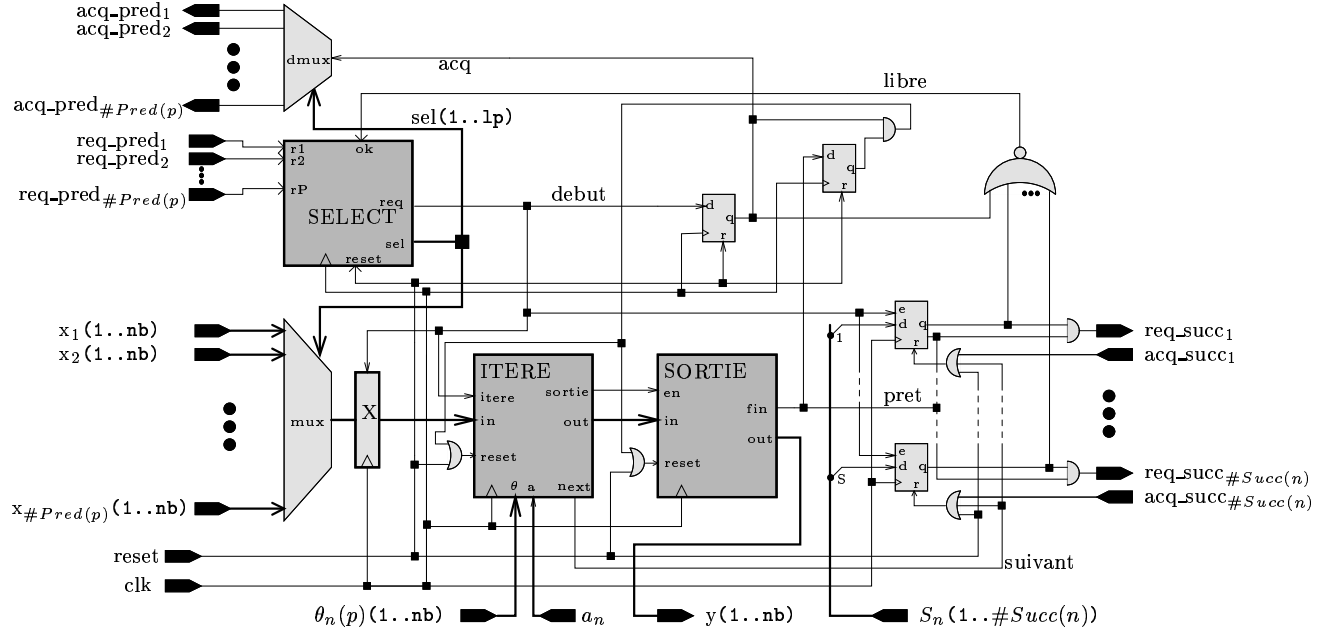 acq_pred1
acq_pred2
dmux
acq
libre
acq_pred#Pred(p)
sel(1..lp)
req_pred1
req_pred2
req_pred#Pred(p)
r1
r2
rP
ok
req
SELECT
sel
reset
debut
d
q
r
d
q
r
x1(1..nb)
x2(1..nb)
mux
x#Pred(p)(1..nb)
X
ITERE
itere
sortie
in
out
reset
θ
a
next
SORTIE
en
in
fin
out
reset
pret
e
d
q
r
1
req_succ1
acq_succ1
e
d
q
r
S
req_succ#Succ(n)
acq_succ#Succ(n)
reset
suivant
clk
θn(p)(1..nb)
an
y(1..nb)
Sn(1..#Succ(n))